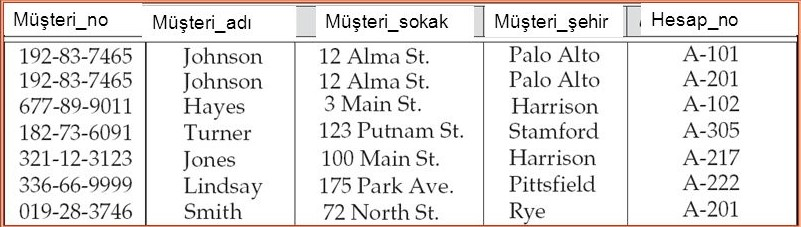 Müşteri_no Müşteri_adı Müşteri_sokak Müşteri_şehir Hesap_no
192-83-7465 Johnson 12 Alma St. Palo Alto A-101
192-83-7465 Johnson 12 Alma St. Palo Alto A-201
677-89-9011 Hayes 3 Main St. Harrison A-102
182-73-6091 Turner 123 Putnam St. Stamford A-305
321-12-3123 Jones 100 Main St. Harrison A-217
336-66-9999 Lindsay 175 Park Ave. Pittsfield A-222
019-28-3746 Smith 72 North St. Rye A-201